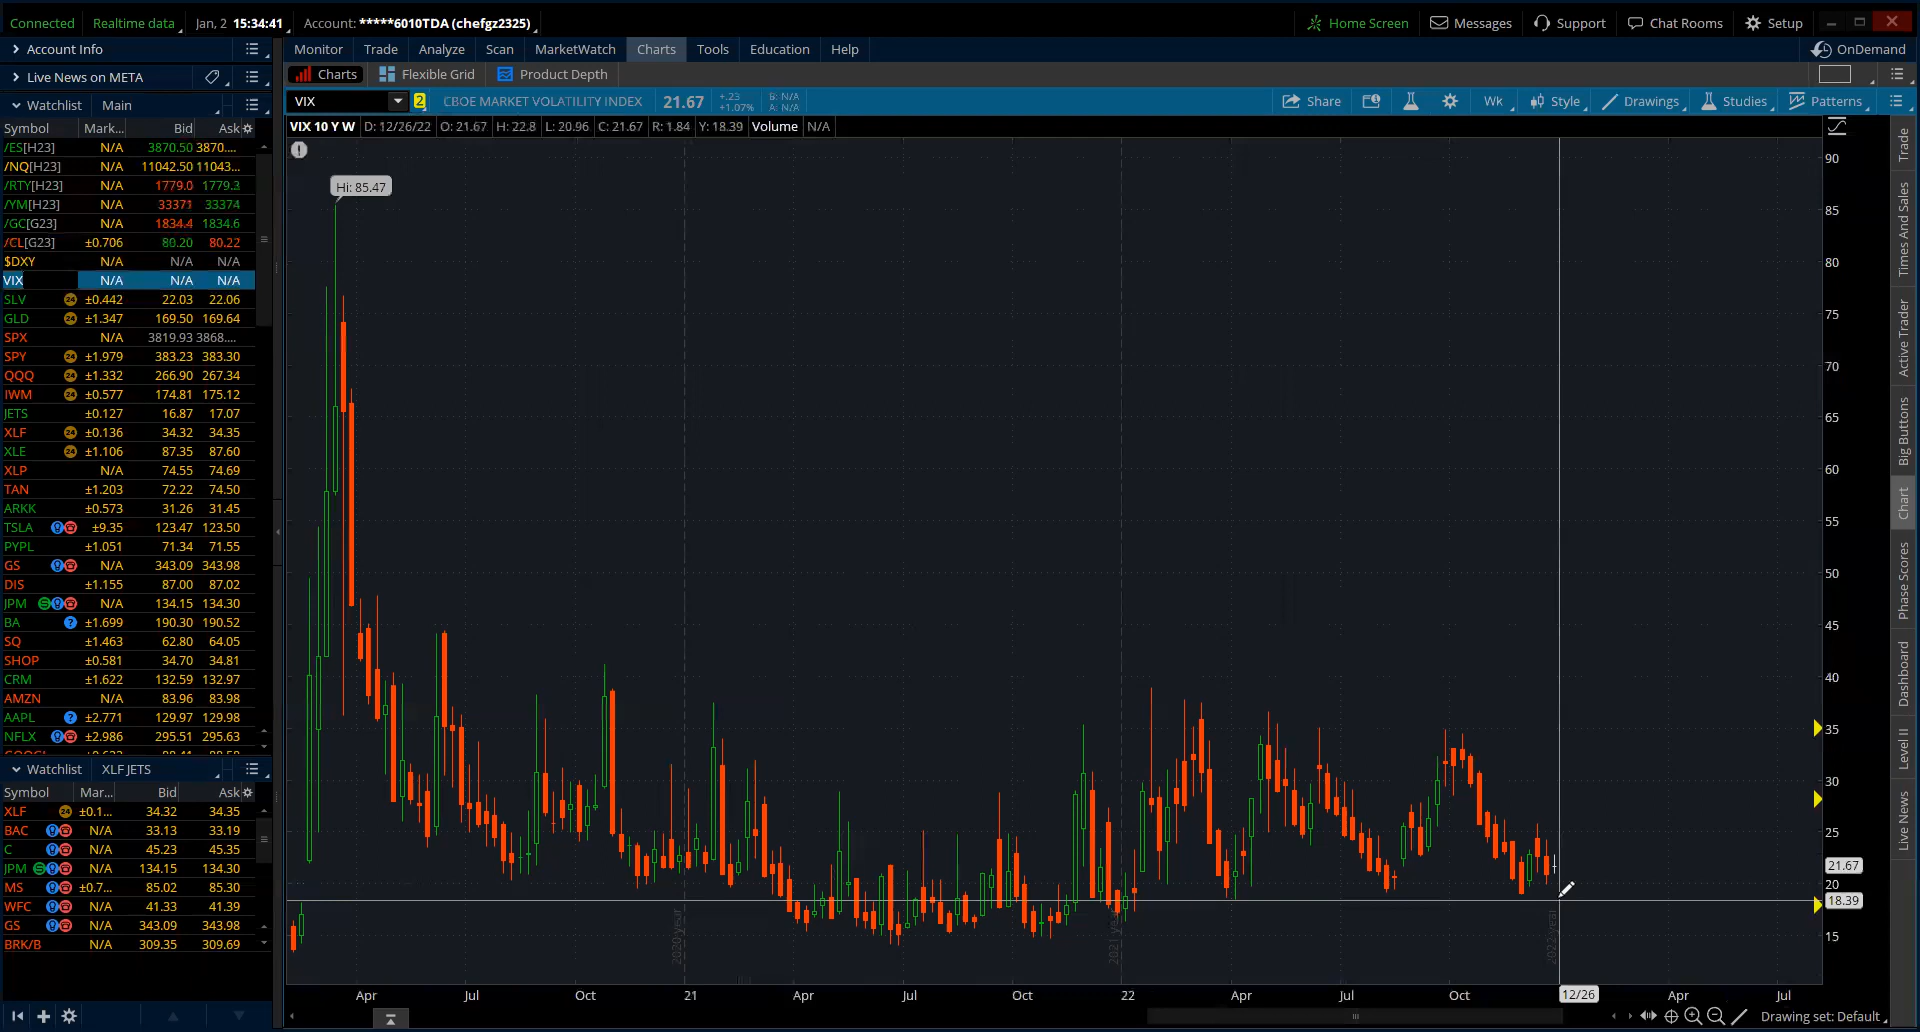 Connected Realtime data Jan, 2 15:34:41 Account: *****6010TDA (chefgz2325) Home Screen Messages Support Chat Rooms Setup
Account Info Monitor Trade Analyze Scan MarketWatch Charts Tools Education Help OnDemand
Live News on META Charts Flexible Grid Product Depth
Watchlist Main VIX 2 CBOE MARKET VOLATILITY INDEX 21.67 +.23 +1.07% B: N/A A: N/A Share Wk Style Drawings Studies Patterns
Symbol Mark... Bid Ask VIX 10 Y W D: 12/26/22 O: 21.67 H: 22.8 L: 20.96 C: 21.67 R: 1.84 Y: 18.39 Volume N/A
/ES[H23] N/A 3870.50 3870....
/NQ[H23] N/A 11042.50 11043...
/RTY[H23] N/A 1779.0 1779.3
/YM[H23] N/A 33371 33374
/GC[G23] N/A 1834.4 1834.6
/CL[G23] ±0.706 80.20 80.22
$DXY N/A N/A N/A
VIX N/A N/A N/A
SLV 24 ±0.442 22.03 22.06
GLD 24 ±1.347 169.50 169.64
SPX N/A 3819.93 3868....
SPY 24 ±1.979 383.23 383.30
QQQ 24 ±1.332 266.90 267.34
IWM 24 ±0.577 174.81 175.12
JETS ±0.127 16.87 17.07
XLF 24 ±0.136 34.32 34.35
XLE 24 ±1.106 87.35 87.60
XLP N/A 74.55 74.69
TAN ±1.203 72.22 74.50
ARKK ±0.573 31.26 31.45
TSLA ±9.35 123.47 123.50
PYPL ±1.051 71.34 71.55
GS N/A 343.09 343.98
DIS ±1.155 87.00 87.02
JPM N/A 134.15 134.30
BA ? ±1.699 190.30 190.52
SQ ±1.463 62.80 64.05
SHOP ±0.581 34.70 34.81
CRM ±1.622 132.59 132.97
AMZN N/A 83.96 83.98
AAPL ? ±2.771 129.97 129.98
NFLX ±2.986 295.51 295.63
Watchlist XLF JETS
Symbol Mar... Bid Ask
XLF 24 ±0.1... 34.32 34.35
BAC N/A 33.13 33.19
C N/A 45.23 45.35
JPM N/A 134.15 134.30
MS ±0.7... 85.02 85.30
WFC N/A 41.33 41.39
GS N/A 343.09 343.98
BRK/B N/A 309.35 309.69
Hi: 85.47
90
85
80
75
70
65
60
55
50
45
40
35
30
25
21.67
20
18.39
15
2020 year 2021 year 2022 year
Apr Jul Oct 21 Apr Jul Oct 22 Apr Jul Oct 12/26 Apr Jul
Drawing set: Default
Trade
Times And Sales
Active Trader
Big Buttons
Chart
Phase Scores
Dashboard
Level II
Live News